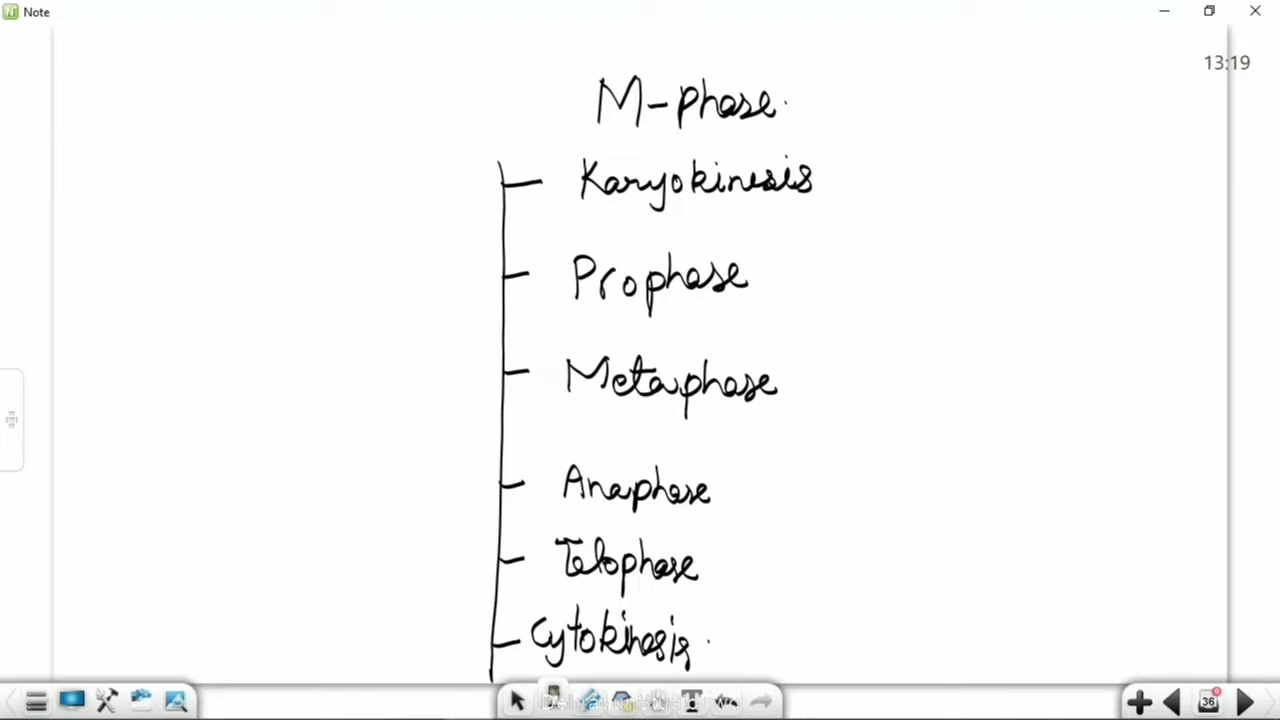 Note
13:19
M-phase.
Karyokinesis
Prophase
Metaphase
Anaphase
Telophase
Cytokinesis.
36